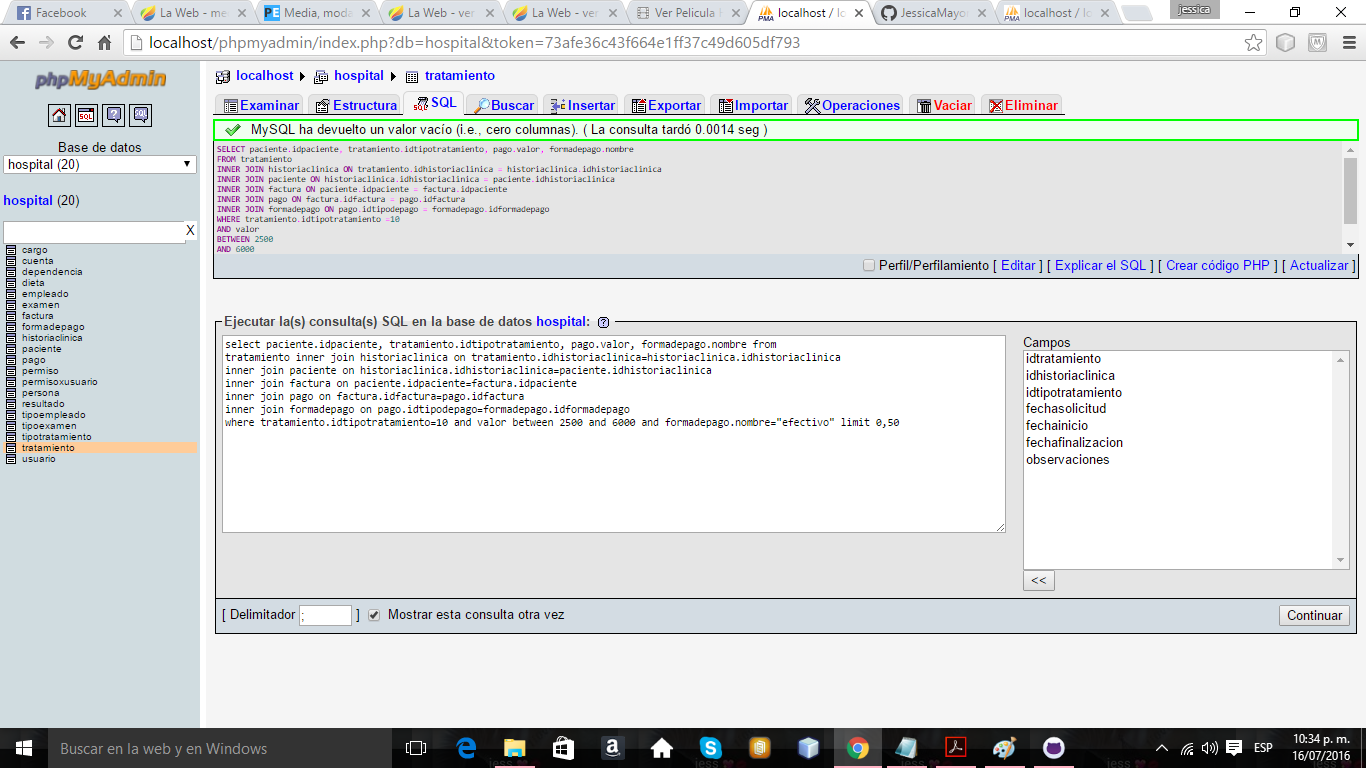 Facebook
La Web - me
Media, moda
La Web - ver
La Web - ver
Ver Pelicula
localhost / lo
JessicaMayo
localhost / lo
jessica
localhost/phpmyadmin/index.php?db=hospital&token=73afe36c43f664e1ff37c49d605df793
phpMyAdmin
SQL
Base de datos
hospital (20)
hospital (20)
X
cargo
cuenta
dependencia
dieta
empleado
examen
factura
formadepago
historiaclinica
paciente
pago
permiso
permisoxusuario
persona
resultado
tipoempleado
tipoexamen
tipotratamiento
tratamiento
usuario
localhost hospital tratamiento
Examinar Estructura SQL Buscar Insertar Exportar Importar Operaciones Vaciar Eliminar
MySQL ha devuelto un valor vacío (i.e., cero columnas). ( La consulta tardó 0.0014 seg )
SELECT paciente.idpaciente, tratamiento.idtipotratamiento, pago.valor, formadepago.nombre
FROM tratamiento
INNER JOIN historiaclinica ON tratamiento.idhistoriaclinica = historiaclinica.idhistoriaclinica
INNER JOIN paciente ON historiaclinica.idhistoriaclinica = paciente.idhistoriaclinica
INNER JOIN factura ON paciente.idpaciente = factura.idpaciente
INNER JOIN pago ON factura.idfactura = pago.idfactura
INNER JOIN formadepago ON pago.idtipodepago = formadepago.idformadepago
WHERE tratamiento.idtipotratamiento =10
AND valor
BETWEEN 2500
AND 6000
Perfil/Perfilamiento [ Editar ] [ Explicar el SQL ] [ Crear código PHP ] [ Actualizar ]
Ejecutar la(s) consulta(s) SQL en la base de datos hospital:
select paciente.idpaciente, tratamiento.idtipotratamiento, pago.valor, formadepago.nombre from
tratamiento inner join historiaclinica on tratamiento.idhistoriaclinica=historiaclinica.idhistoriaclinica
inner join paciente on historiaclinica.idhistoriaclinica=paciente.idhistoriaclinica
inner join factura on paciente.idpaciente=factura.idpaciente
inner join pago on factura.idfactura=pago.idfactura
inner join formadepago on pago.idtipodepago=formadepago.idformadepago
where tratamiento.idtipotratamiento=10 and valor between 2500 and 6000 and formadepago.nombre="efectivo" limit 0,50
Campos
idtratamiento
idhistoriaclinica
idtipotratamiento
fechasolicitud
fechainicio
fechafinalizacion
observaciones
<<
[ Delimitador ; ] Mostrar esta consulta otra vez
Continuar
Buscar en la web y en Windows
ESP
10:34 p. m.
16/07/2016